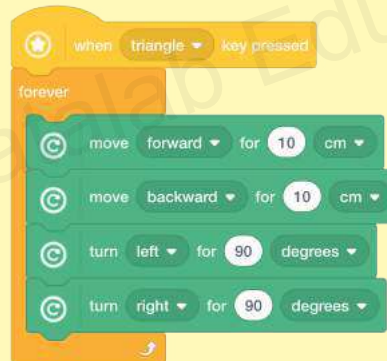 when triangle key pressed
forever
move forward for 10 cm
move backward for 10 cm
turn left for 90 degrees
turn right for 90 degrees